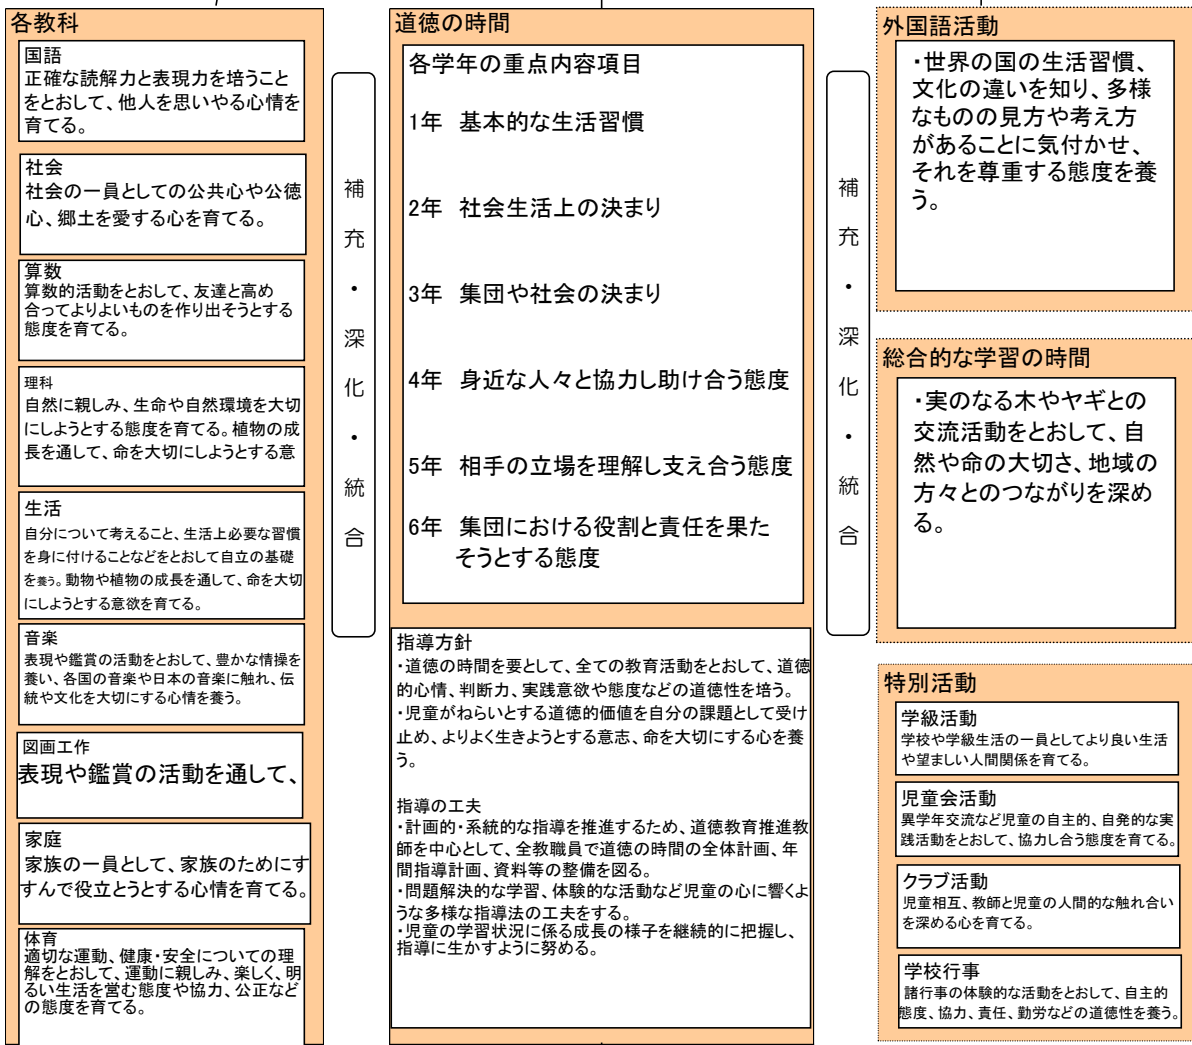 各教科
国語
正確な読解力と表現力を培うこと
をとおして、他人を思いやる心情を
育てる。
社会
社会の一員としての公共心や公徳
心、郷土を愛する心を育てる。
算数
算数的活動をとおして、友達と高め
合ってよりよいものを作り出そうとする
態度を育てる。
理科
自然に親しみ、生命や自然環境を大切
にしようとする態度を育てる。植物の成
長を通して、命を大切にしようとする意
生活
自分について考えること、生活上必要な習慣
を身に付けることなどをとおして自立の基礎
を養う。動物や植物の成長を通して、命を大切
にしようとする意欲を育てる。
音楽
表現や鑑賞の活動をとおして、豊かな情操を
養い、各国の音楽や日本の音楽に触れ、伝
統や文化を大切にする心情を養う。
図画工作
表現や鑑賞の活動を通して、
家庭
家族の一員として、家族のためにす
すんで役立とうとする心情を育てる。
体育
適切な運動、健康・安全についての理
解をとおして、運動に親しみ、楽しく、明
るい生活を営む態度や協力、公正など
の態度を育てる。
補充・深化・統合
道徳の時間
各学年の重点内容項目
1年 基本的な生活習慣
2年 社会生活上の決まり
3年 集団や社会の決まり
4年 身近な人々と協力し助け合う態度
5年 相手の立場を理解し支え合う態度
6年 集団における役割と責任を果た
そうとする態度
指導方針
・道徳の時間を要として、全ての教育活動をとおして、道徳
的心情、判断力、実践意欲や態度などの道徳性を培う。
・児童がねらいとする道徳的価値を自分の課題として受け
止め、よりよく生きようとする意志、命を大切にする心を養
う。
指導の工夫
・計画的・系統的な指導を推進するため、道徳教育推進教
師を中心として、全教職員で道徳の時間の全体計画、年
間指導計画、資料等の整備を図る。
・問題解決的な学習、体験的な活動など児童の心に響くよ
うな多様な指導法の工夫をする。
・児童の学習状況に係る成長の様子を継続的に把握し、
指導に生かすように努める。
補充・深化・統合
外国語活動
・世界の国の生活習慣、
文化の違いを知り、多様
なものの見方や考え方
があることに気付かせ、
それを尊重する態度を養
う。
総合的な学習の時間
・実のなる木やヤギとの
交流活動をとおして、自
然や命の大切さ、地域の
方々とのつながりを深め
る。
特別活動
学級活動
学校や学級生活の一員としてより良い生活
や望ましい人間関係を育てる。
児童会活動
異学年交流など児童の自主的、自発的な実
践活動をとおして、協力し合う態度を育てる。
クラブ活動
児童相互、教師と児童の人間的な触れ合い
を深める心を育てる。
学校行事
諸行事の体験的な活動をとおして、自主的
態度、協力、責任、勤労などの道徳性を養う。